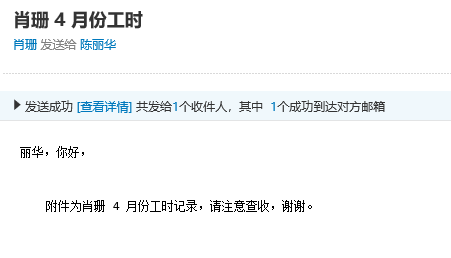 肖珊 4 月份工时
肖珊 发送给 陈丽华
发送成功 [查看详情] 共发给1个收件人，其中 1个成功到达对方邮箱
丽华，你好，
附件为肖珊 4 月份工时记录，请注意查收，谢谢。